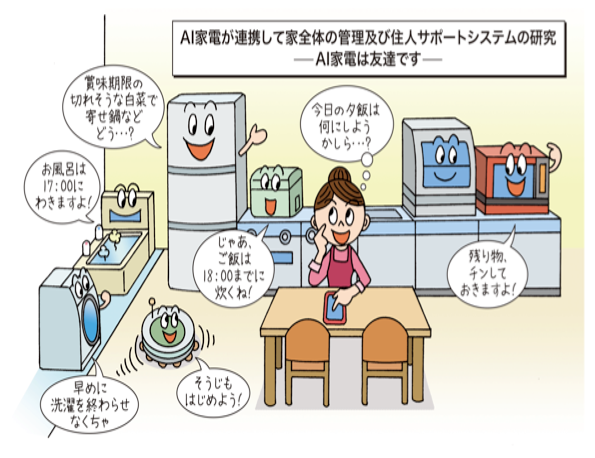 AI家電が連携して家全体の管理及び住人サポートシステムの研究
―AI家電は友達です―
賞味期限の
切れそうな白菜で
寄せ鍋など
どう…?
今日の夕飯は
何にしよう
かしら…?
お風呂は
17:00に
わきますよ!
じゃあ、
ご飯は
18:00までに
炊くね!
残り物、
チンして
おきますよ!
早めに
洗濯を終わらせ
なくちゃ
そうじも
はじめよう!